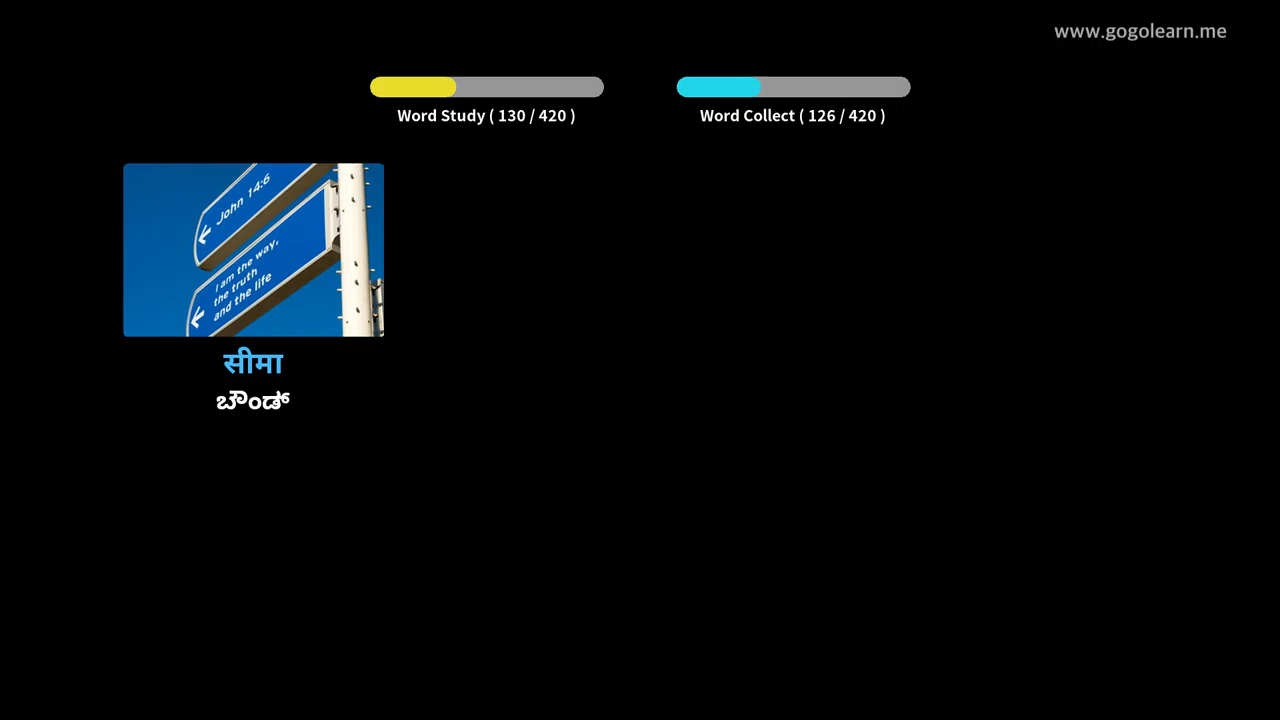 www.gogolearn.me
Word Study ( 130 / 420 )
Word Collect ( 126 / 420 )
John 14:6
I am the way,
the truth
and the life
सीमा
ಬೌಂಡ್